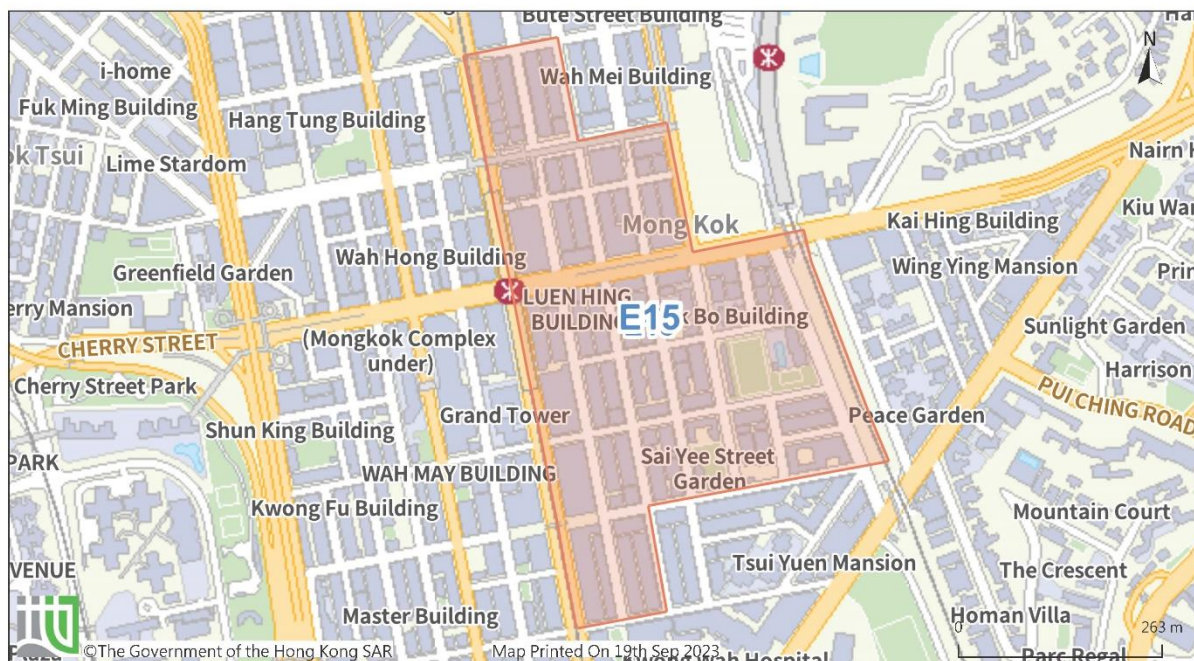 Bute Street Building
i-home
Wah Mei Building
N
Fuk Ming Building
Hang Tung Building
Lime Stardom
Nairn H
Mong Kok
Kai Hing Building
Kiu Wa
Wah Hong Building
Greenfield Garden
Wing Ying Mansion
Prin
erry Mansion
LUEN HING
BUILDING
E15
k Bo Building
Sunlight Garden
CHERRY STREET
(Mongkok Complex
under)
Harrison
Cherry Street Park
PUI CHING ROAD
Grand Tower
Peace Garden
Shun King Building
PARK
WAH MAY BUILDING
Sai Yee Street
Garden
Kwong Fu Building
Mountain Court
VENUE
Tsui Yuen Mansion
The Crescent
Master Building
Homan Villa
0
263 m
©The Government of the Hong Kong SAR
Map Printed On 19th Sep 2023
Kwong Wah Hospital
Parc Regal